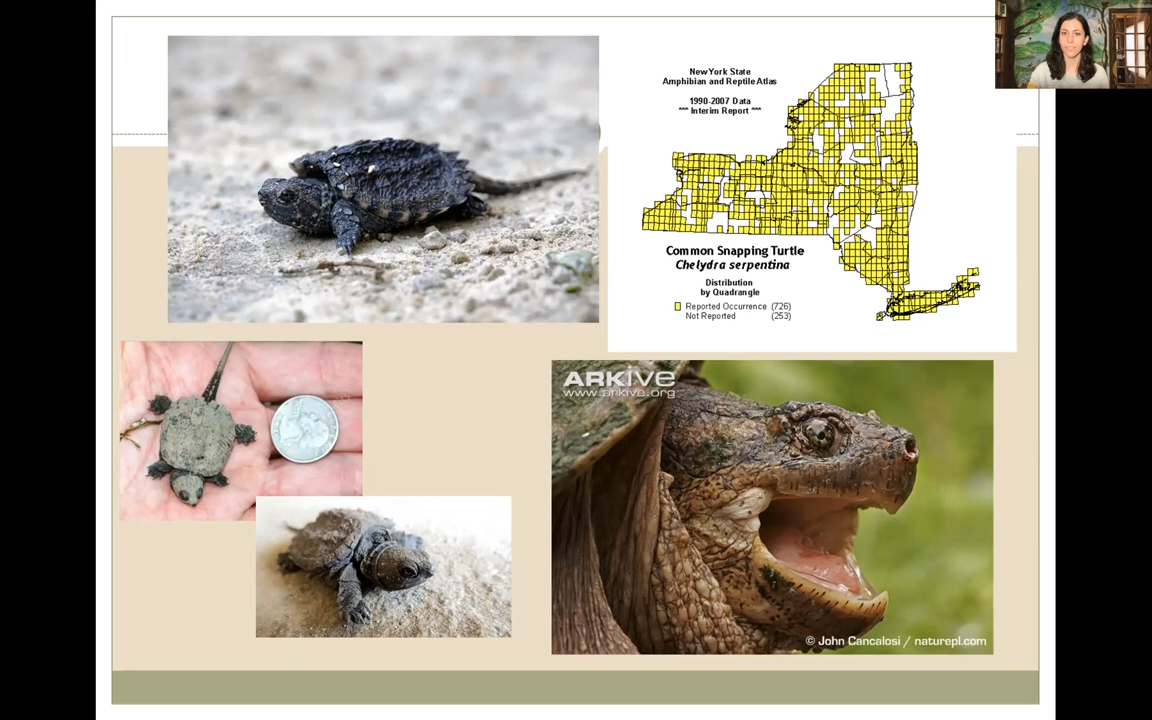 New York State
Amphibian and Reptile Atlas
1990-2007 Data
*** Interim Report ***
Common Snapping Turtle
Chelydra serpentina
Distribution
by Quadrangle
Reported Occurrence (726)
Not Reported (253)
ARKive
www.arkive.org
© John Cancalosi / naturepl.com